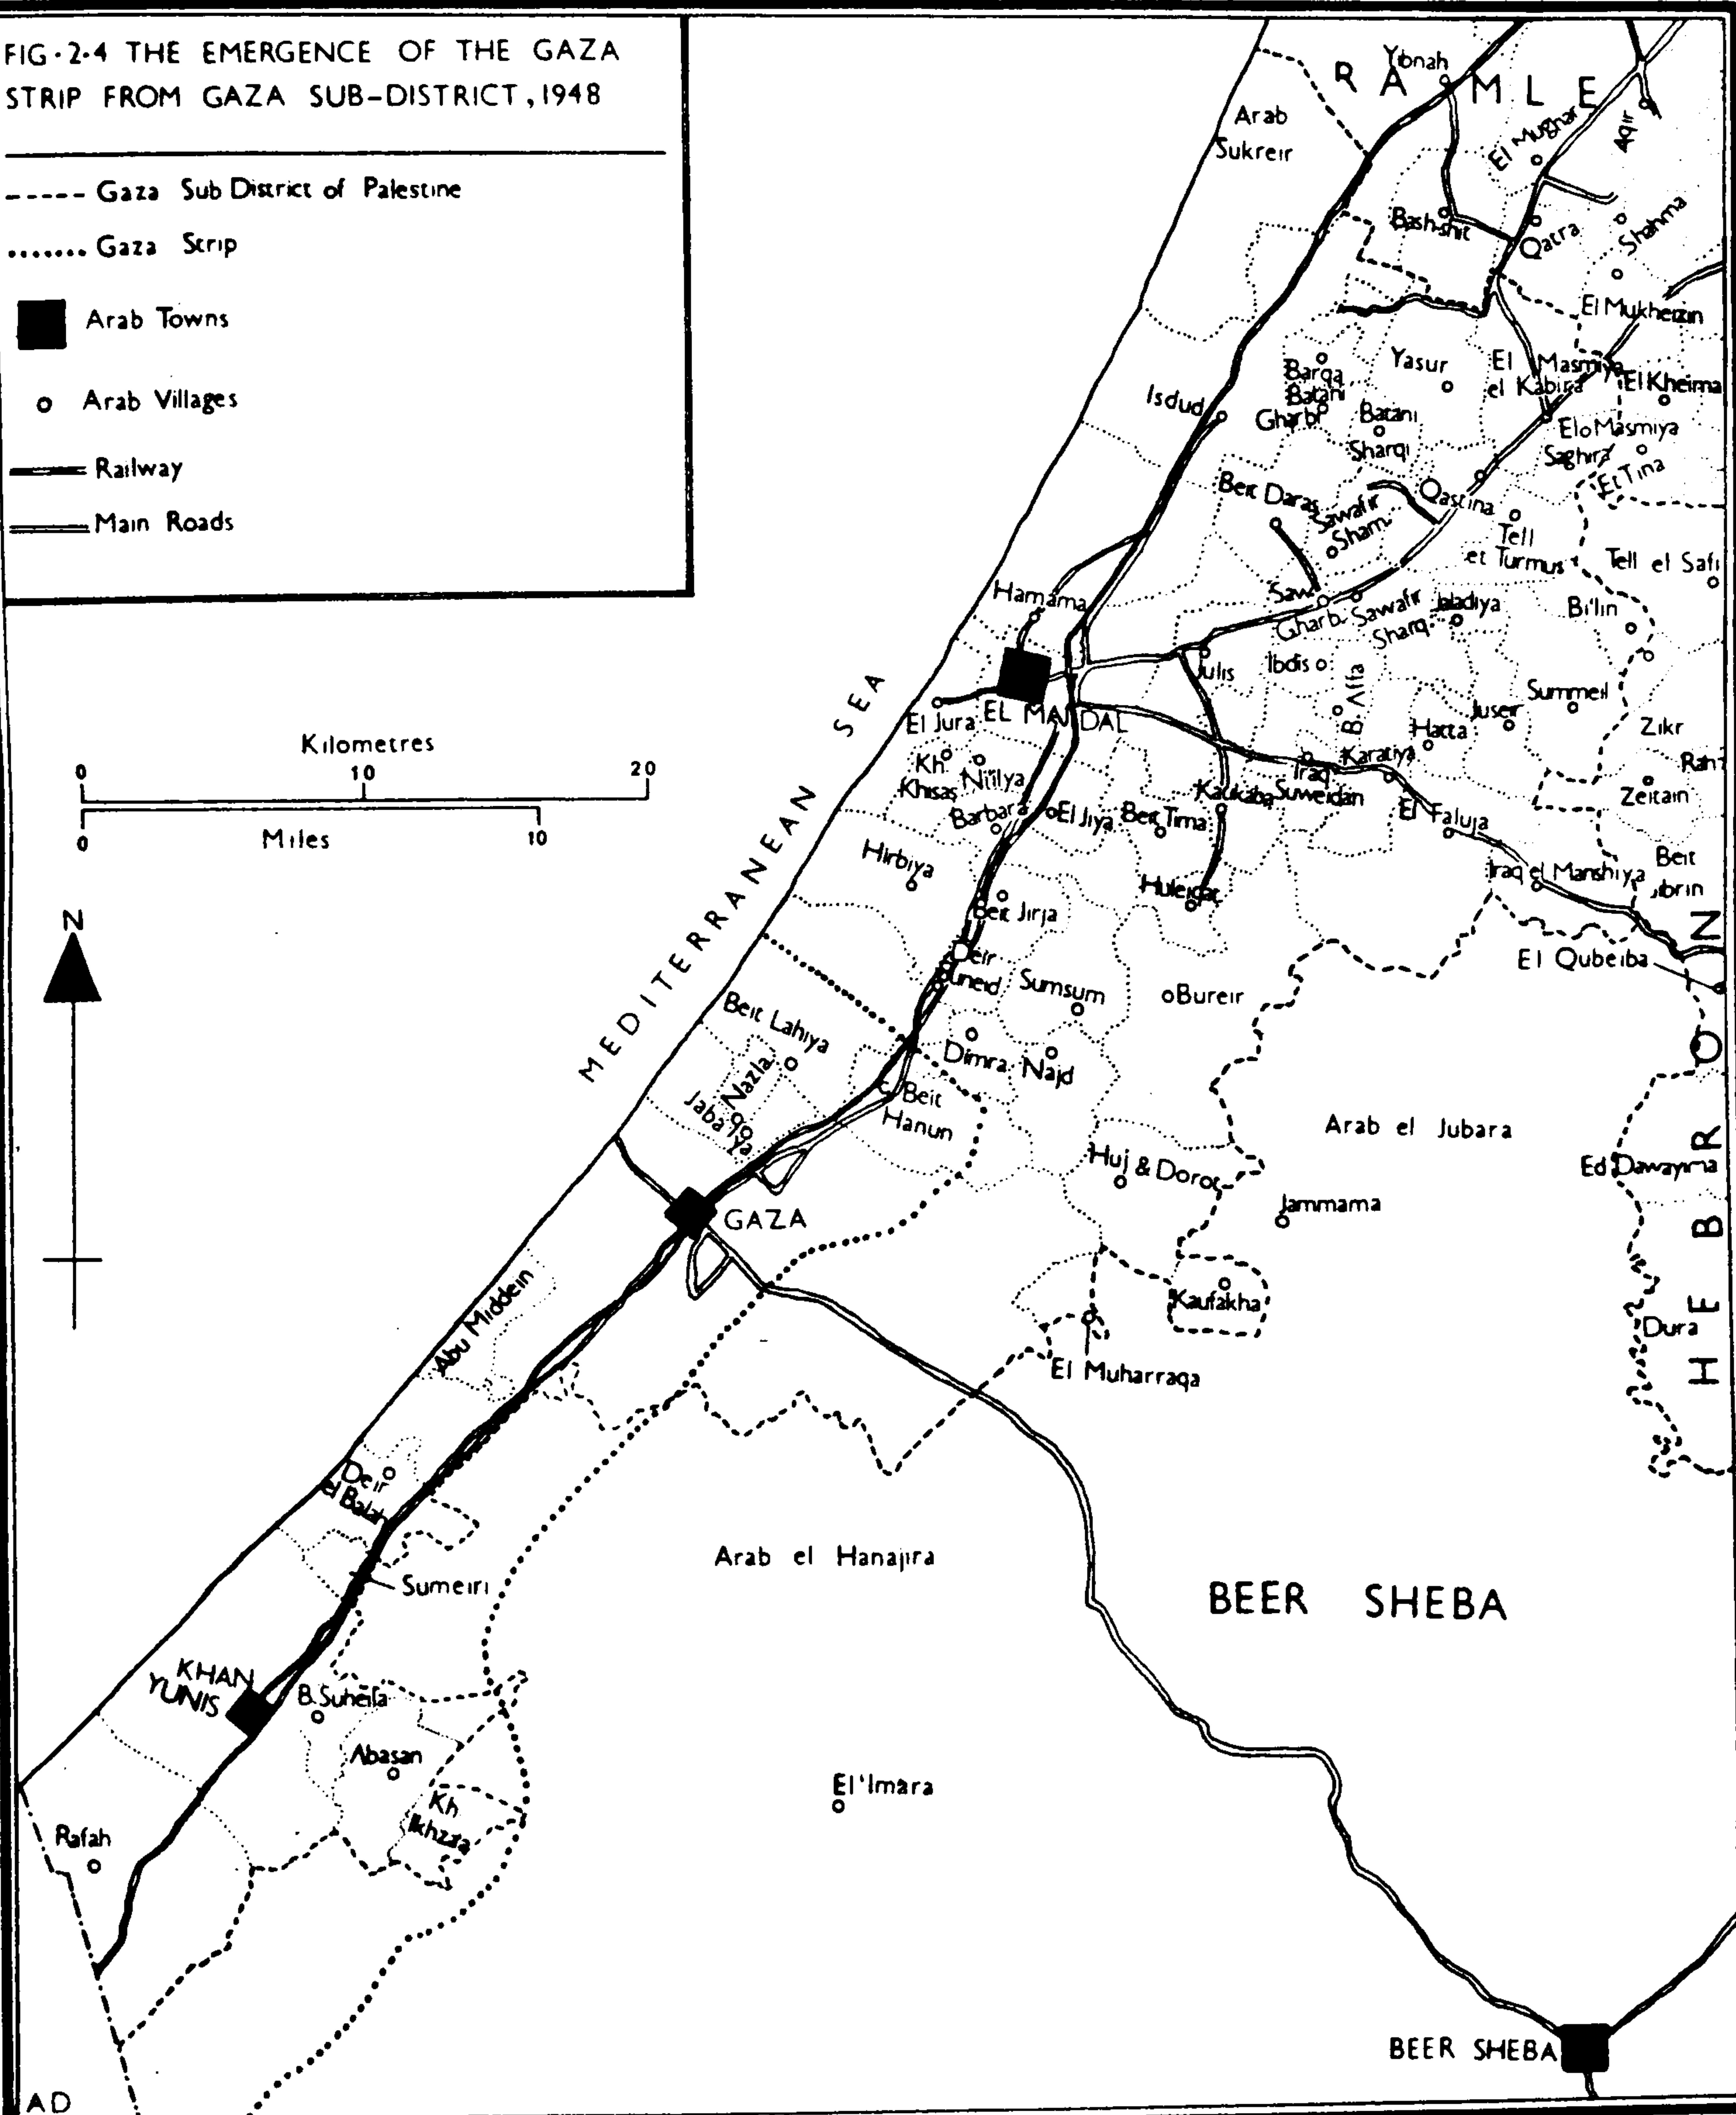 FIG·2·4 THE EMERGENCE OF THE GAZA
STRIP FROM GAZA SUB-DISTRICT, 1948
Gaza Sub District of Palestine
Gaza Strip
Arab Towns
Arab Villages
Railway
Main Roads
Kilometres
0 10 20
0 10
Miles
N
MEDITERRANEAN SEA
RAMLE
Yibnah
El Mughar
Aqir
Arab
Sukreir
Bash-shit
Qatra
Shahma
El Mukheizin
Barqa
Yasur
El Masmiya
el Kabira
El Kheima
Isdud
Batani
Gharbi
Batani
Sharqi
El Masmiya
Saghira
Et Tina
Beit Daras
Sawafir
Sham.
Qastina
Tell
et Turmus
Tell el Safi
Hamama
Saw.
Gharb.
Sawafir
Sharq.
Jaladiya
Bi'lin
Julis
Ibdis
B. Affa
Summeil
El Jura
EL MAJDAL
Hatta
Juseir
Zikr
Kh
Khisas
Ni'ilya
Iraq
Suweidan
Karatiya
Zeitain
Barbara
El Jiya
Beit Tima
Kaukaba
El Faluja
Hirbiya
Huleiqat
Iraq el Manshiya
Beit
Jibrin
Beit Jirja
El Qubeiba
HEBRON
Deir
Suneid
Sumsum
Bureir
Beit Lahiya
Dimra
Najd
Nazla
Jabalya
Beit
Hanun
Arab el Jubara
Huj & Dorot
Ed Dawayima
Jammama
GAZA
Kaufakha
Abu Middein
Dura
El Muharraqa
Deir
el Balah
Arab el Hanajira
Sumeiri
BEER SHEBA
KHAN
YUNIS
B. Suheila
Abasan
El 'Imara
Kh
Ikhza'a
Rafah
BEER SHEBA
AD